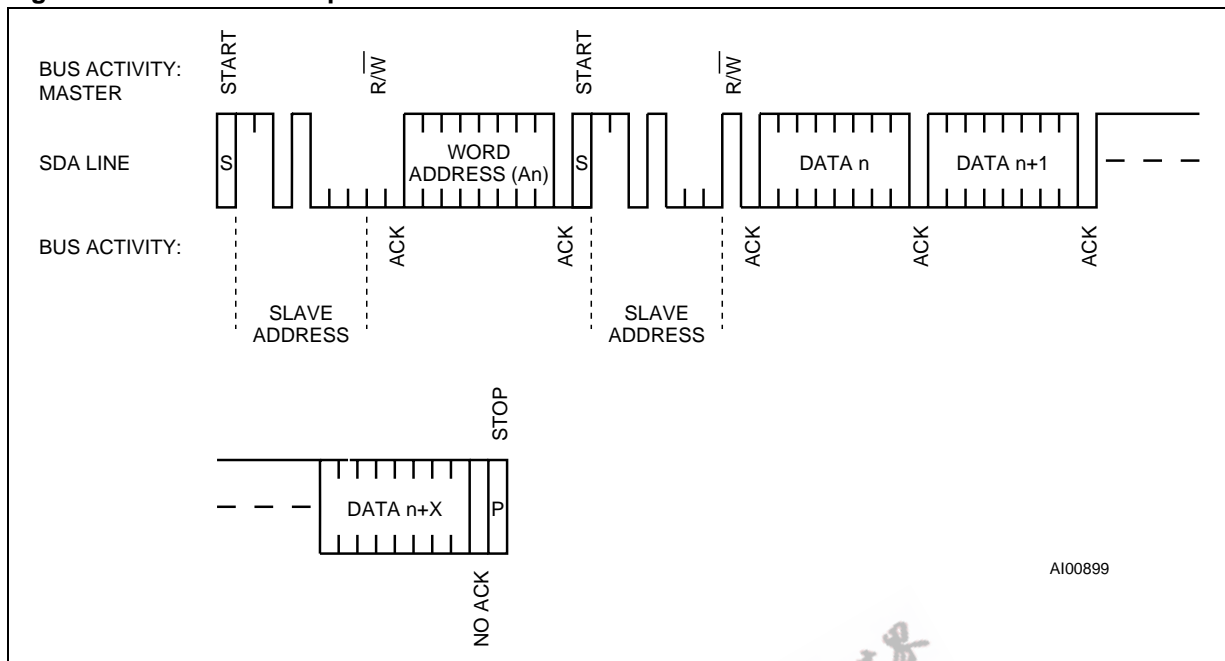 START
R/W
START
R/W
BUS ACTIVITY:
MASTER
SDA LINE
S
WORD
ADDRESS (An)
S
DATA n
DATA n+1
BUS ACTIVITY:
ACK
ACK
ACK
ACK
ACK
SLAVE
ADDRESS
SLAVE
ADDRESS
STOP
DATA n+X
P
NO ACK
AI00899